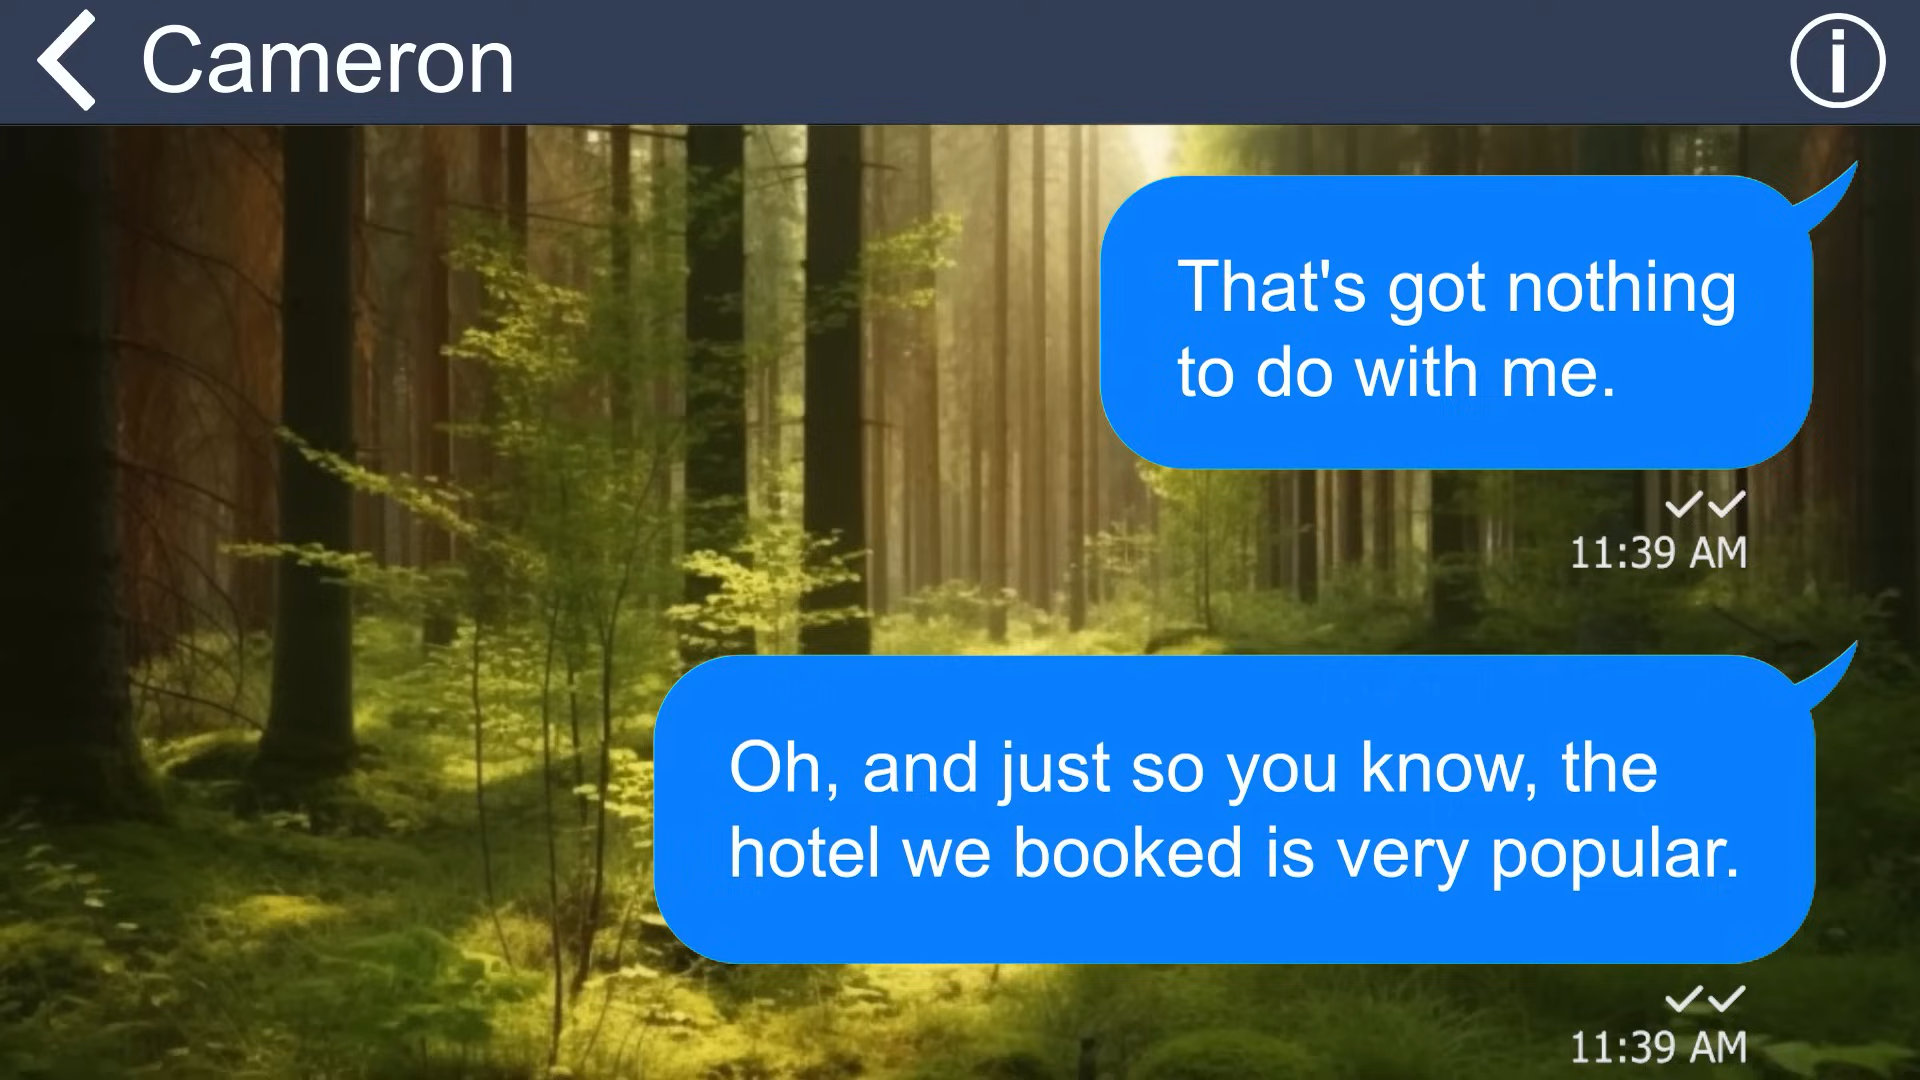 Cameron
That's got nothing
to do with me.
11:39 AM
Oh, and just so you know, the
hotel we booked is very popular.
11:39 AM